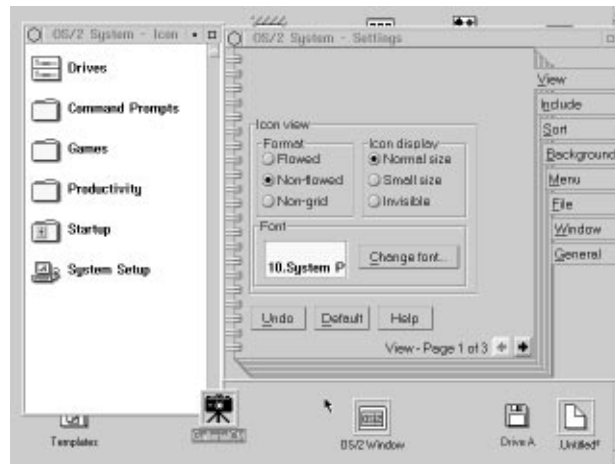 OS/2 System - Icon
Drives
Command Prompts
Games
Productivity
Startup
System Setup
OS/2 System - Settings
View
Include
Sort
Background
Menu
File
Window
General
Icon view
Format
Flowed
Non-flowed
Non-grid
Icon display
Normal size
Small size
Invisible
Font
10.System P
Change font...
Undo
Default
Help
View - Page 1 of 3
Templates
OS/2
OS/2 Window
Drive A
Untitled